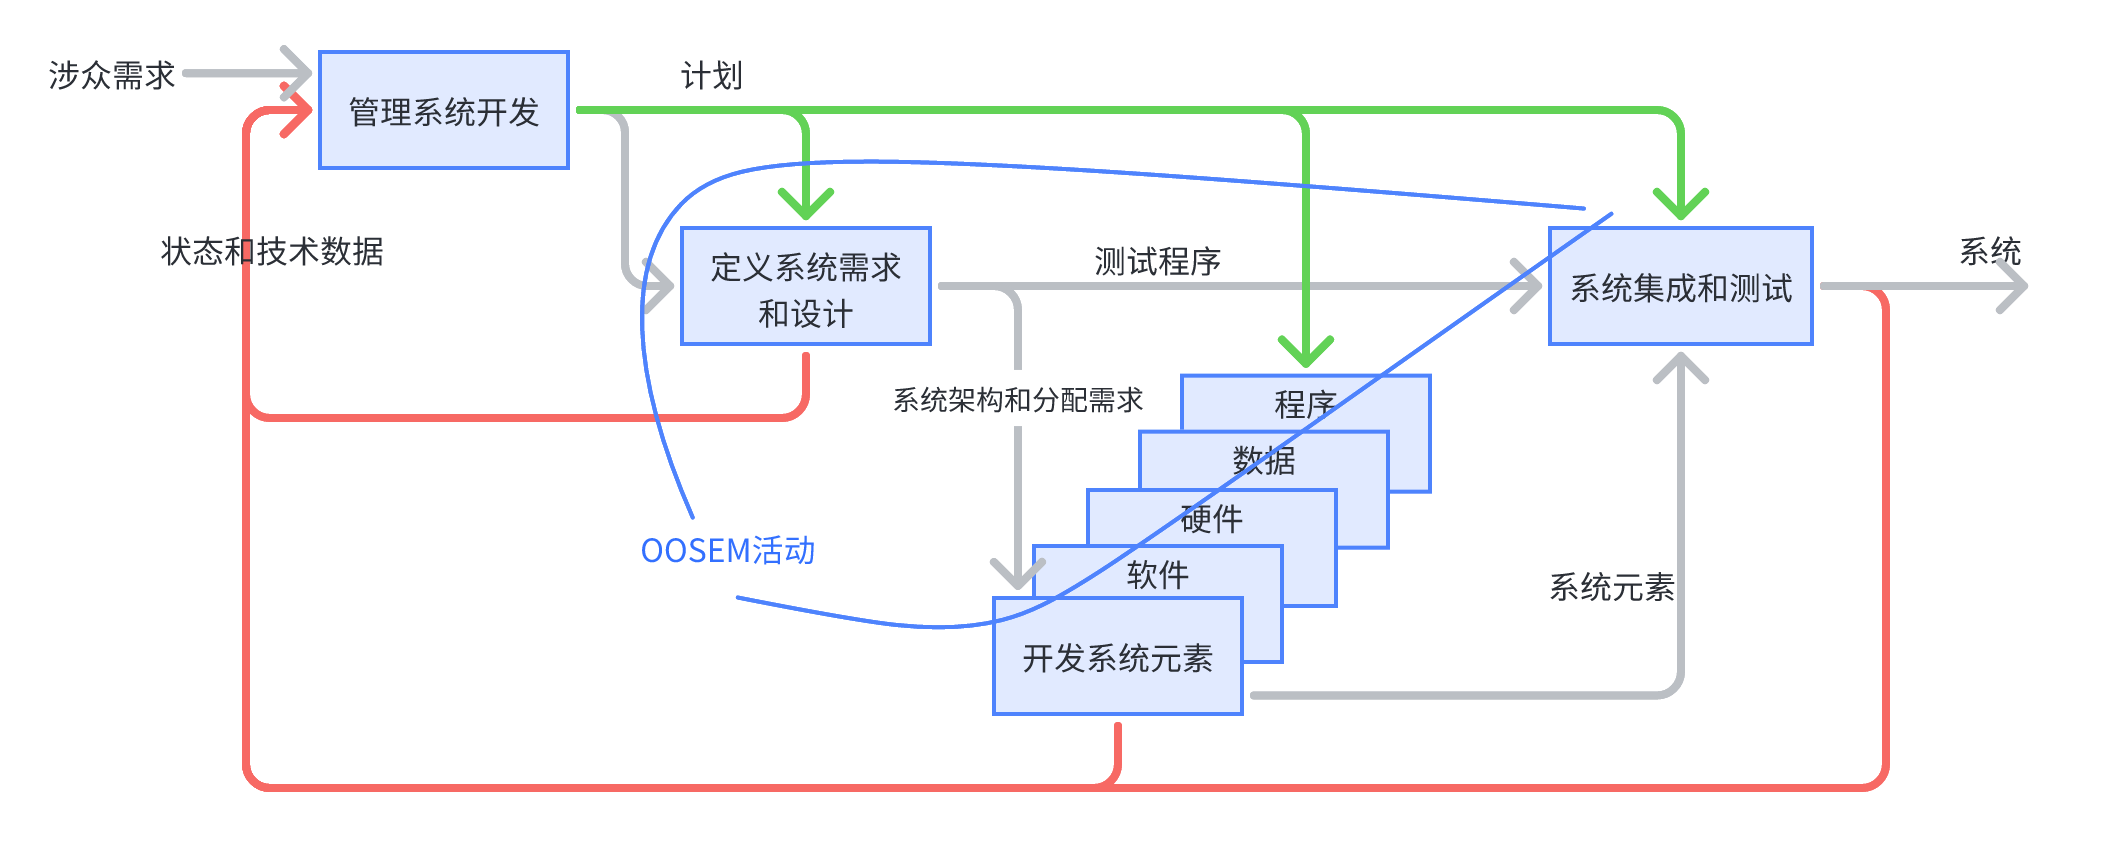 涉众需求
管理系统开发
计划
状态和技术数据
定义系统需求
和设计
测试程序
系统集成和测试
系统
系统架构和分配需求
程序
数据
硬件
软件
开发系统元素
OOSEM活动
系统元素